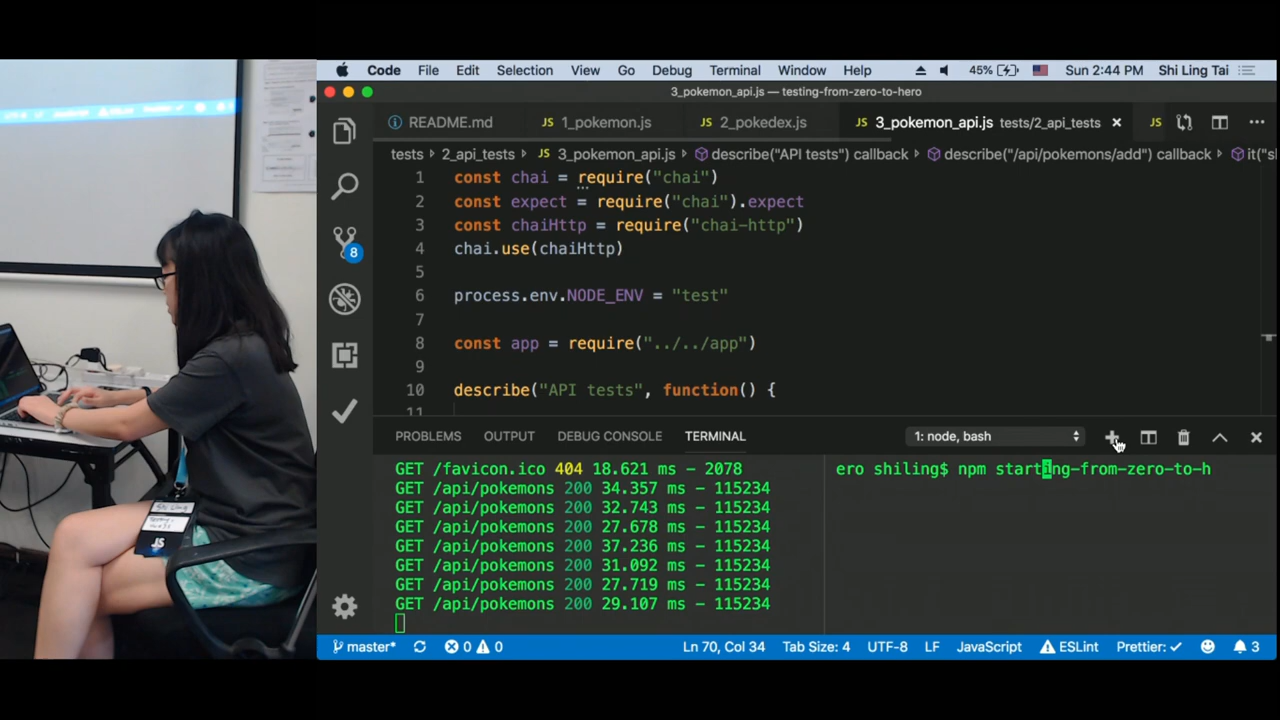 Code File Edit Selection View Go Debug Terminal Window Help 45% Sun 2:44 PM Shi Ling Tai
3_pokemon_api.js — testing-from-zero-to-hero
README.md JS 1_pokemon.js JS 2_pokedex.js JS 3_pokemon_api.js tests/2_api_tests × JS
tests 2_api_tests JS 3_pokemon_api.js describe("API tests") callback describe("/api/pokemons/add") callback
1 const chai = require("chai")
2 const expect = require("chai").expect
3 const chaiHttp = require("chai-http")
4 chai.use(chaiHttp)
5
6 process.env.NODE_ENV = "test"
7
8 const app = require("../../app")
9
10 describe("API tests", function() {
11
8
PROBLEMS OUTPUT DEBUG CONSOLE TERMINAL 1: node, bash
GET /favicon.ico 404 18.621 ms - 2078
GET /api/pokemons 200 34.357 ms - 115234
GET /api/pokemons 200 32.743 ms - 115234
GET /api/pokemons 200 27.678 ms - 115234
GET /api/pokemons 200 37.236 ms - 115234
GET /api/pokemons 200 31.092 ms - 115234
GET /api/pokemons 200 27.719 ms - 115234
GET /api/pokemons 200 29.107 ms - 115234
ero shiling$ npm starting-from-zero-to-h
master* 0 0 Ln 70, Col 34 Tab Size: 4 UTF-8 LF JavaScript ESLint Prettier: ✓ 3
JS